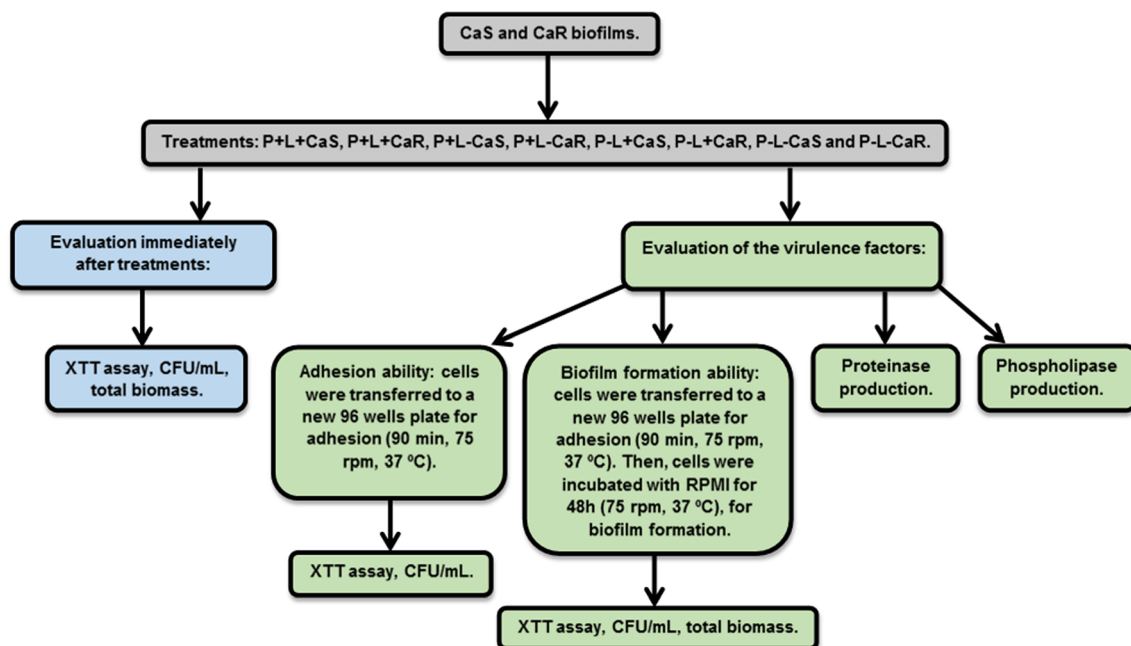 CaS and CaR biofilms.
Treatments: P+L+CaS, P+L+CaR, P+L-CaS, P+L-CaR, P-L+CaS, P-L+CaR, P-L-CaS and P-L-CaR.
Evaluation immediately
after treatments:
Evaluation of the virulence factors:
XTT assay, CFU/mL,
total biomass.
Adhesion ability: cells
were transferred to a
new 96 wells plate for
adhesion (90 min, 75
rpm, 37 ºC).
Biofilm formation ability:
cells were transferred to a
new 96 wells plate for
adhesion (90 min, 75 rpm,
37 ºC). Then, cells were
incubated with RPMI for
48h (75 rpm, 37 ºC), for
biofilm formation.
Proteinase
production.
Phospholipase
production.
XTT assay, CFU/mL.
XTT assay, CFU/mL, total biomass.